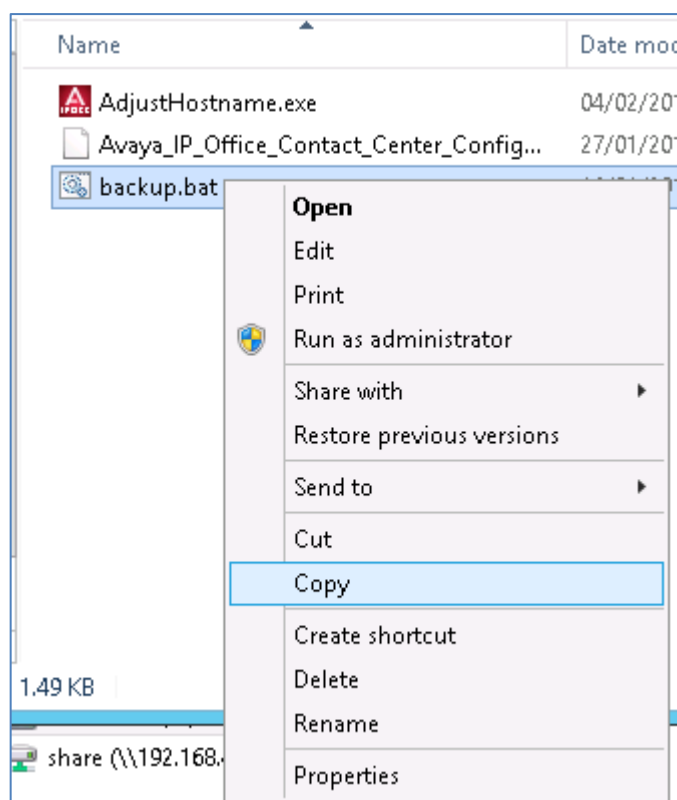 Name Date mod
AdjustHostname.exe 04/02/201
Avaya_IP_Office_Contact_Center_Config... 27/01/201
backup.bat
Open
Edit
Print
Run as administrator
Share with
Restore previous versions
Send to
Cut
Copy
Create shortcut
1.49 KB Delete
Rename
share (\\192.168.
Properties